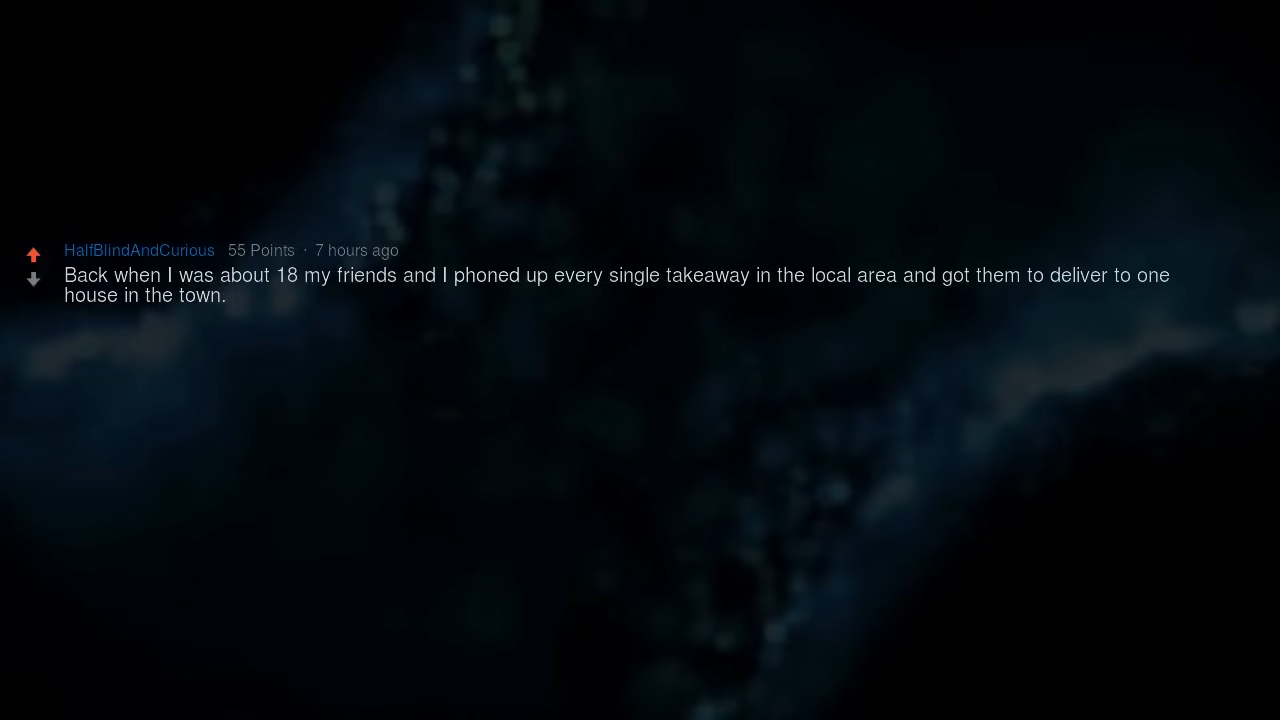 HalfBlindAndCurious 55 Points · 7 hours ago
Back when I was about 18 my friends and I phoned up every single takeaway in the local area and got them to deliver to one
house in the town.